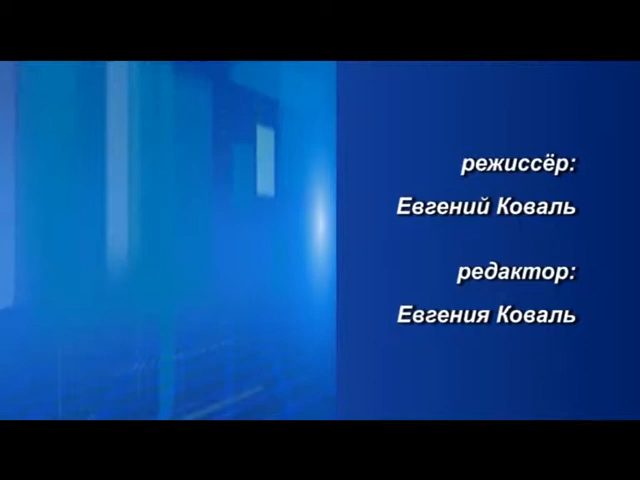 режиссёр:
Евгений Коваль
редактор:
Евгения Коваль